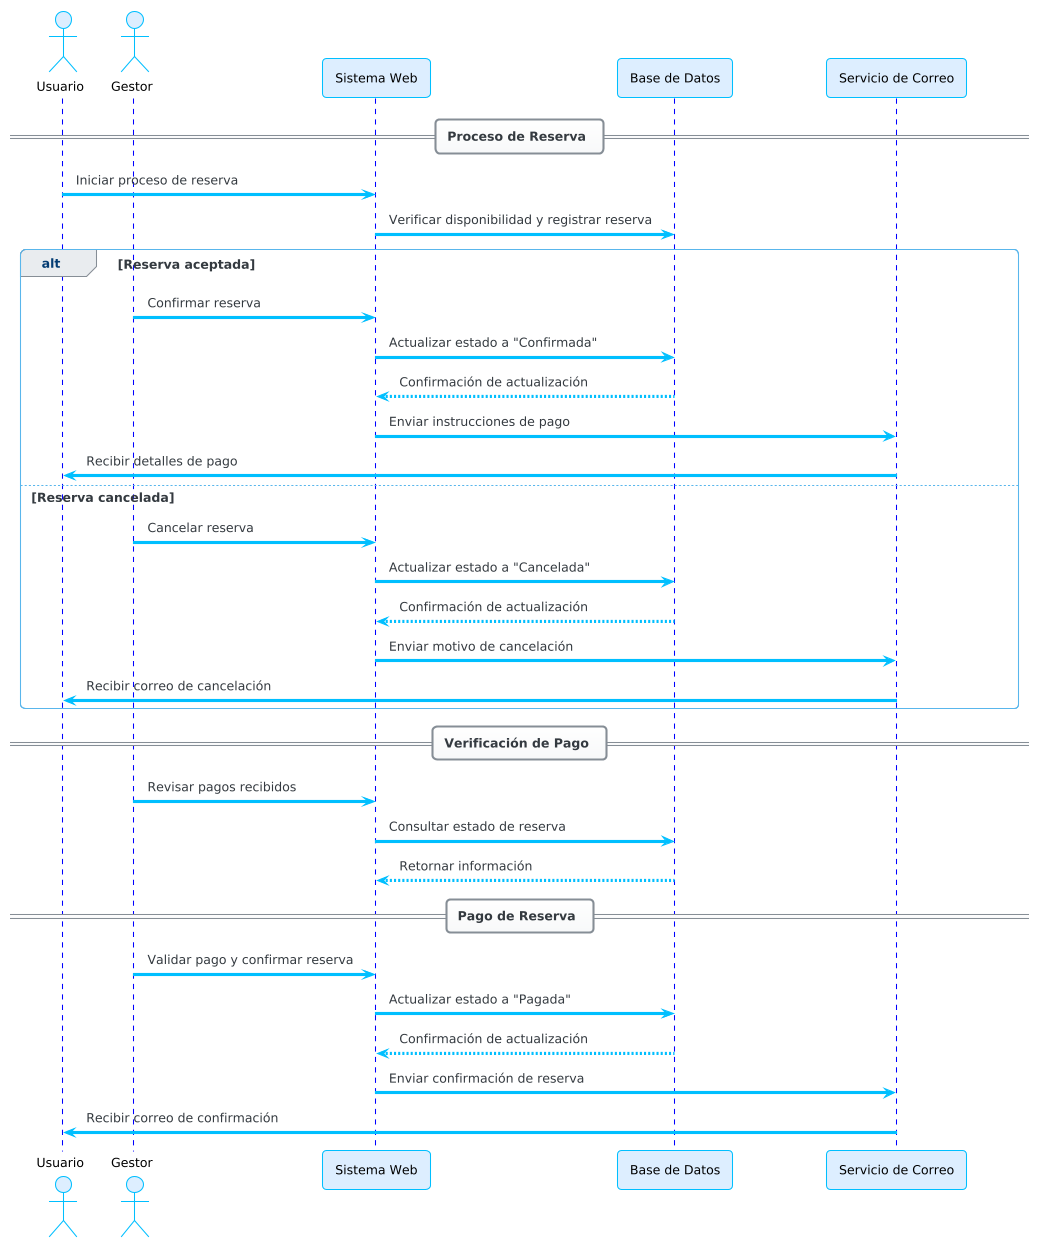 Usuario
Gestor
Sistema Web
Base de Datos
Servicio de Correo
Proceso de Reserva
Iniciar proceso de reserva
Verificar disponibilidad y registrar reserva
alt
[Reserva aceptada]
Confirmar reserva
Actualizar estado a "Confirmada"
Confirmación de actualización
Enviar instrucciones de pago
Recibir detalles de pago
[Reserva cancelada]
Cancelar reserva
Actualizar estado a "Cancelada"
Confirmación de actualización
Enviar motivo de cancelación
Recibir correo de cancelación
Verificación de Pago
Revisar pagos recibidos
Consultar estado de reserva
Retornar información
Pago de Reserva
Validar pago y confirmar reserva
Actualizar estado a "Pagada"
Confirmación de actualización
Enviar confirmación de reserva
Recibir correo de confirmación
Usuario
Gestor
Sistema Web
Base de Datos
Servicio de Correo